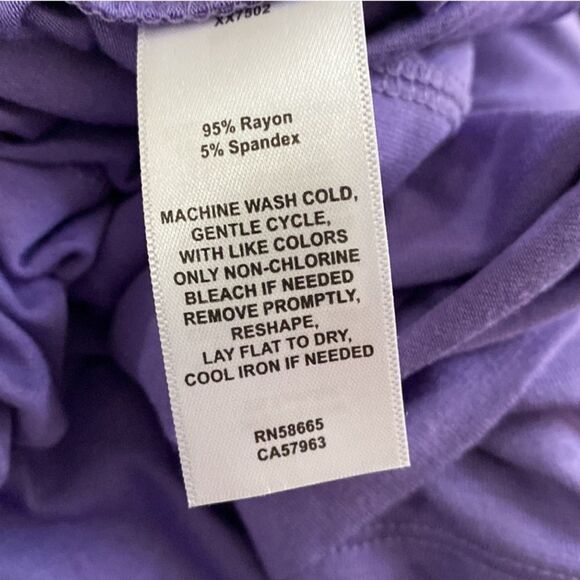 XX7502
95% Rayon
5% Spandex
MACHINE WASH COLD,
GENTLE CYCLE,
WITH LIKE COLORS
ONLY NON-CHLORINE
BLEACH IF NEEDED
REMOVE PROMPTLY,
RESHAPE,
LAY FLAT TO DRY,
COOL IRON IF NEEDED
RN58665
CA57963